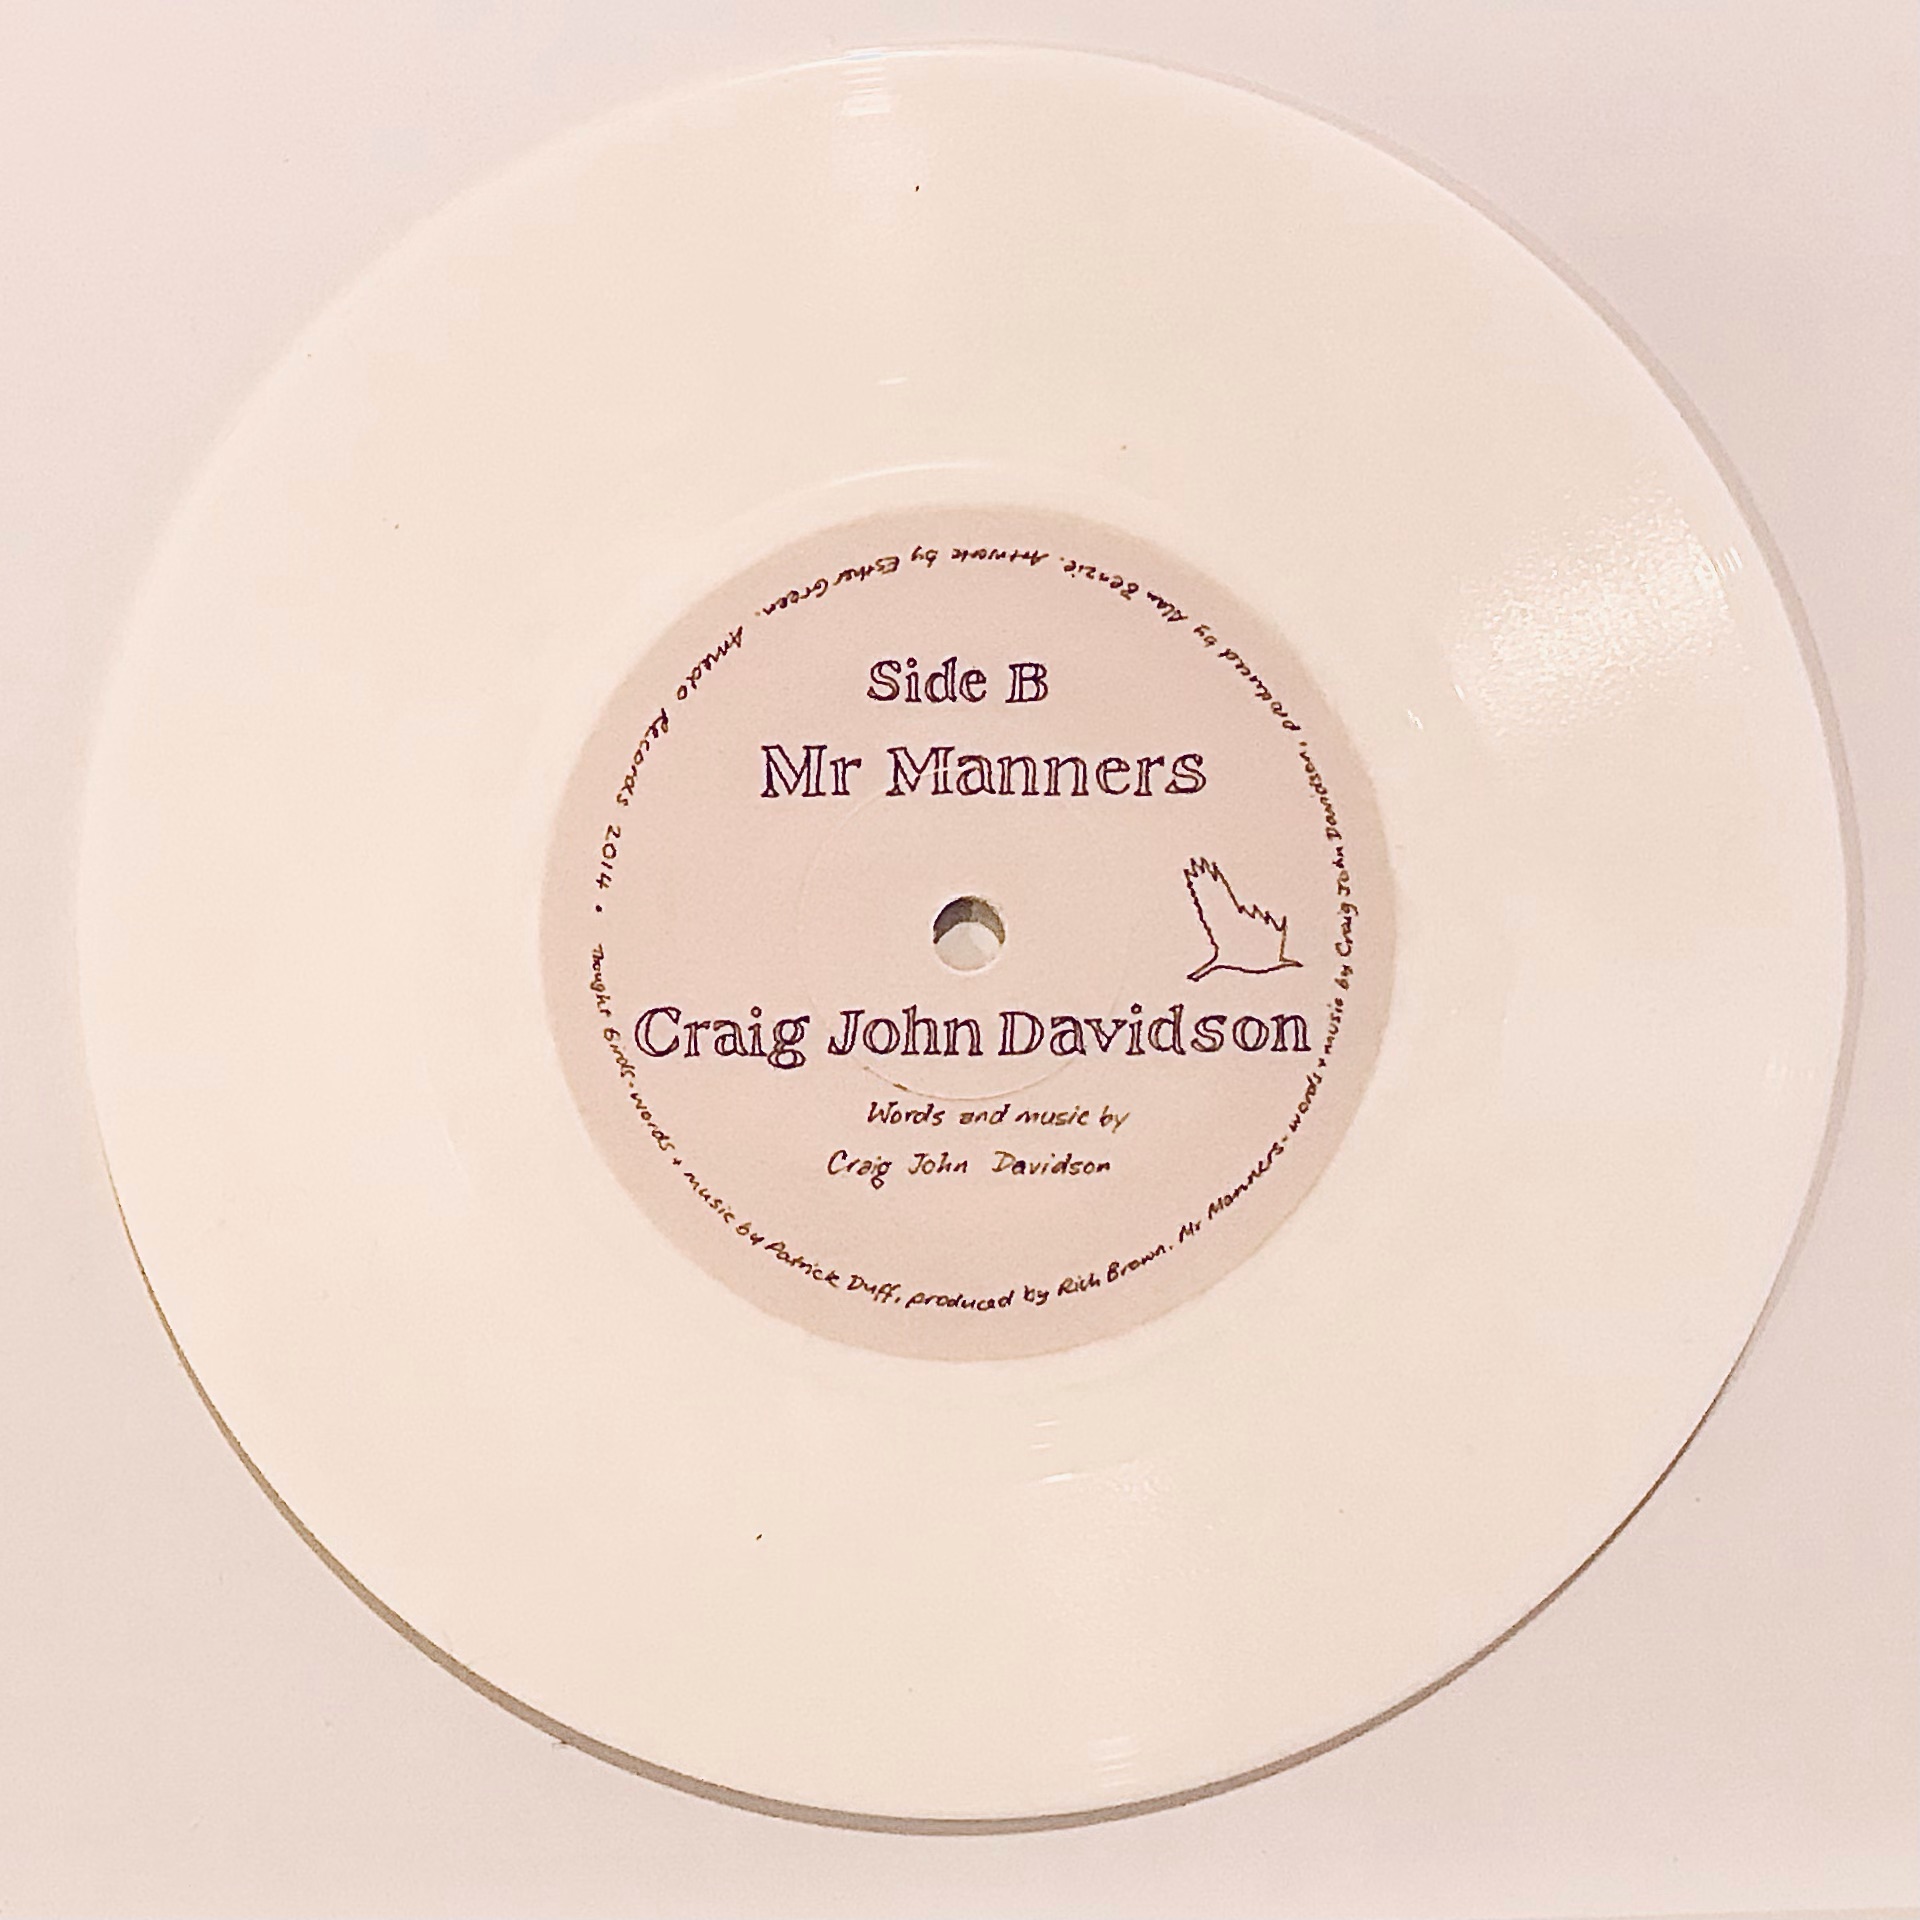 Side B
Mr Manners
Craig John Davidson
Words and music by
Craig John Davidson
Thought Birds- words + music by Patrick Duff, produced by Rich Brown. Mr Manners- words + music by Craig John Davidson, produced by Alan Benzie. Artwork by Esther Green. Amado Records 2014.